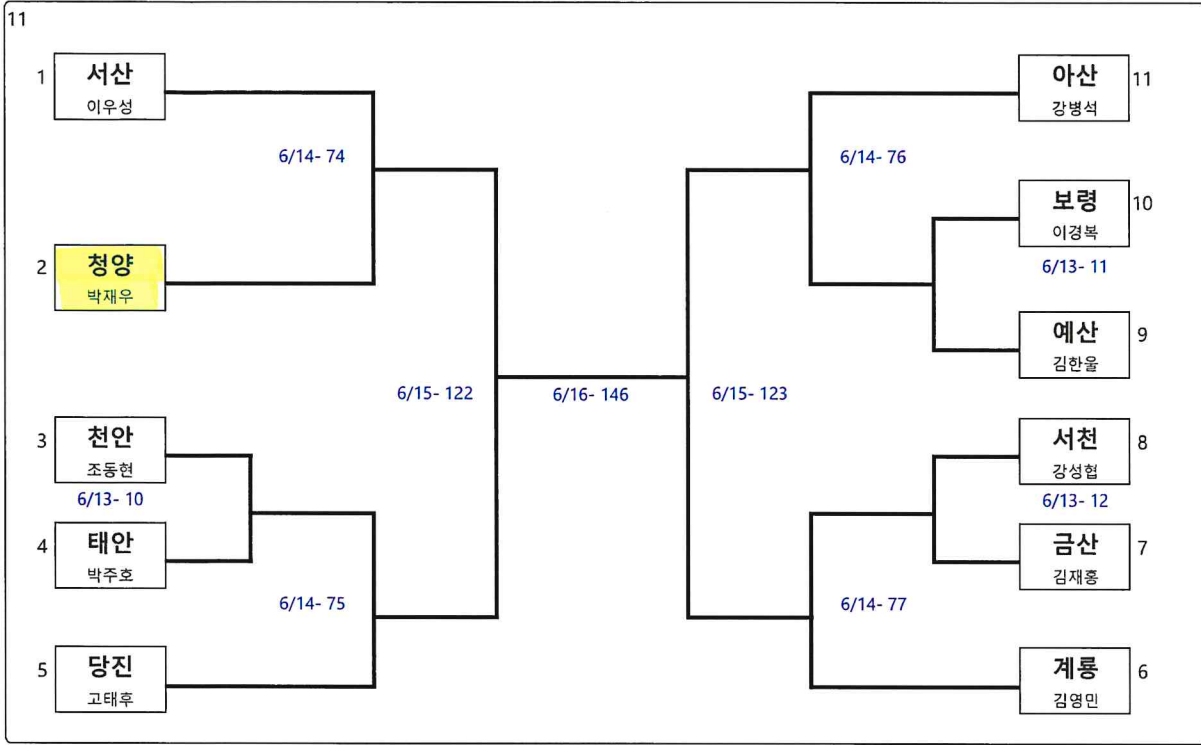 11
1
서산
이우성
6/14- 74
2
청양
박재우
6/15- 122
3
천안
조동현
6/13- 10
4
태안
박주호
6/14- 75
5
당진
고태후
6/16- 146
아산
11
강병석
6/14- 76
보령
10
이경복
6/13- 11
예산
9
김한울
6/15- 123
서천
8
강성협
6/13- 12
금산
7
김재홍
6/14- 77
계룡
6
김영민